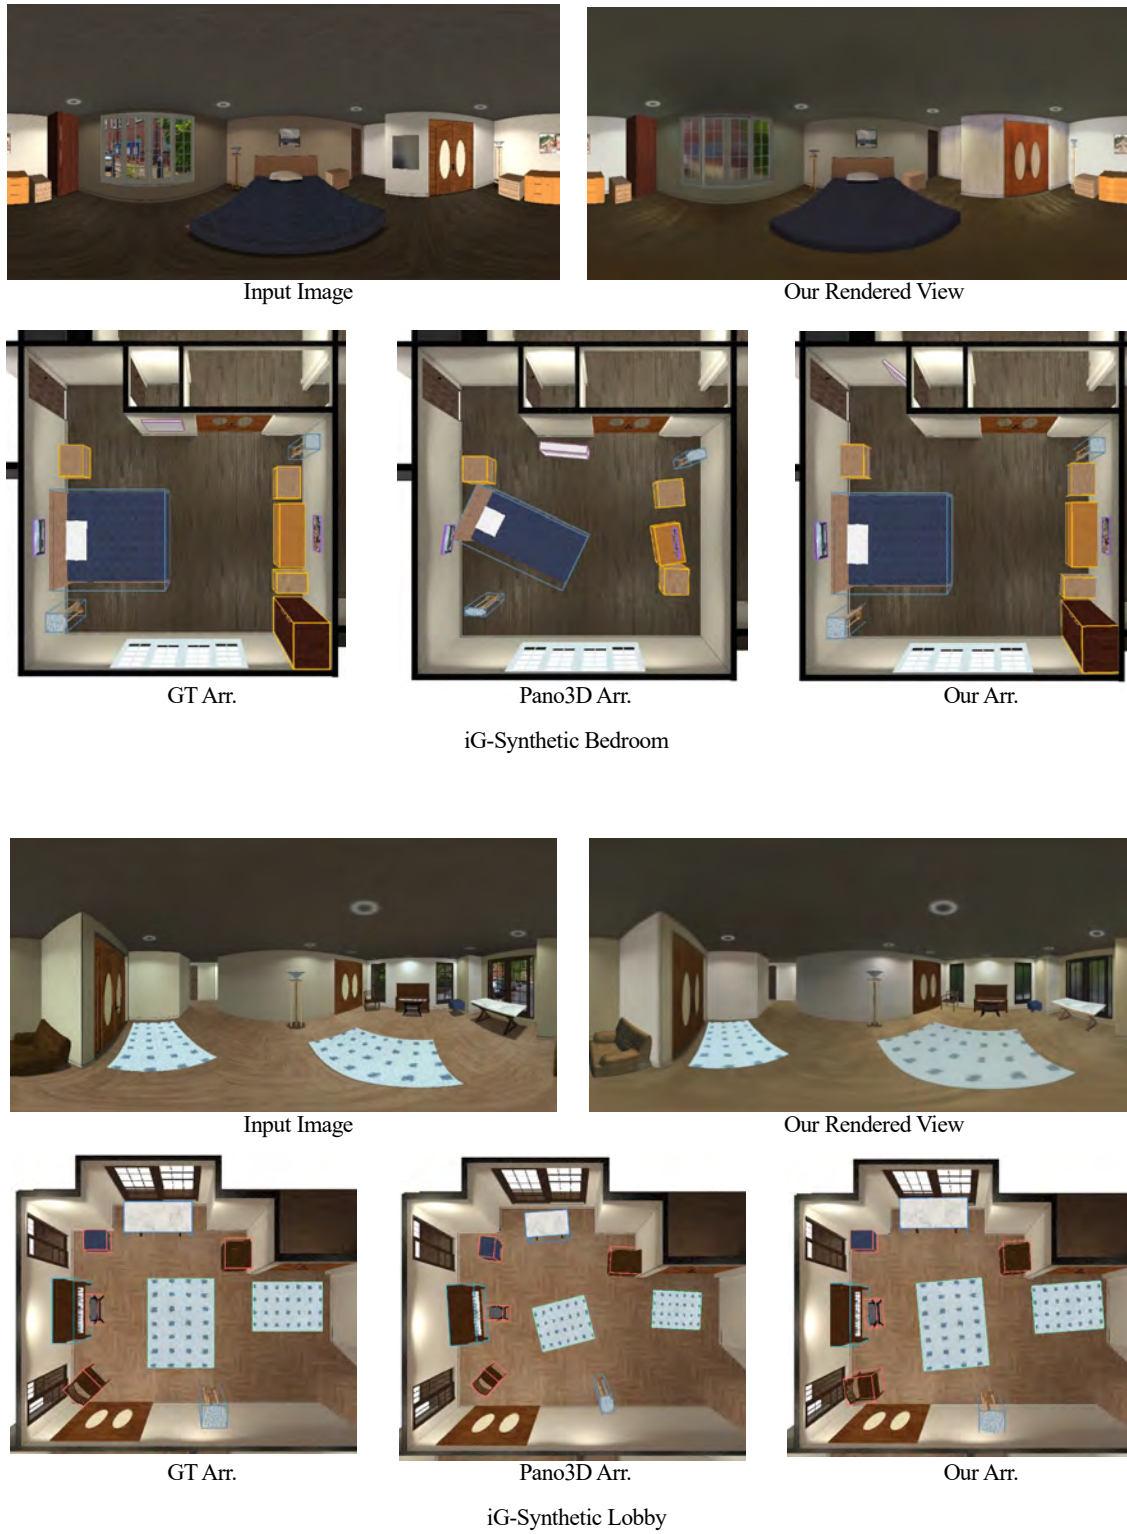 Input Image
Our Rendered View
GT Arr.
Pano3D Arr.
Our Arr.
iG-Synthetic Bedroom
Input Image
Our Rendered View
GT Arr.
Pano3D Arr.
Our Arr.
iG-Synthetic Lobby